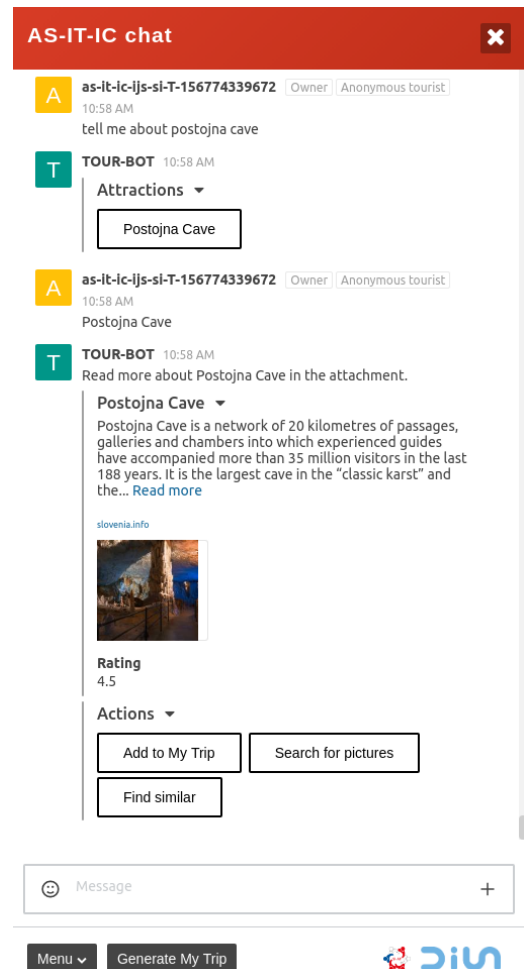 AS-IT-IC chat
A
as-it-ic-ijs-si-T-156774339672 Owner Anonymous tourist
10:58 AM
tell me about postojna cave
T
TOUR-BOT 10:58 AM
Attractions
Postojna Cave
A
as-it-ic-ijs-si-T-156774339672 Owner Anonymous tourist
10:58 AM
Postojna Cave
T
TOUR-BOT 10:58 AM
Read more about Postojna Cave in the attachment.
Postojna Cave
Postojna Cave is a network of 20 kilometres of passages,
galleries and chambers into which experienced guides
have accompanied more than 35 million visitors in the last
188 years. It is the largest cave in the “classic karst” and
the... Read more
slovenia.info
Rating
4.5
Actions
Add to My Trip Search for pictures
Find similar
Message
Menu Generate My Trip